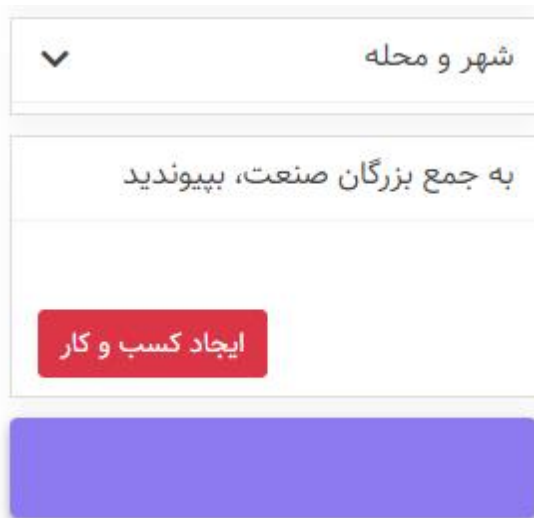 شهر و محله
به جمع بزرگان صنعت، بپیوندید
ایجاد کسب و کار